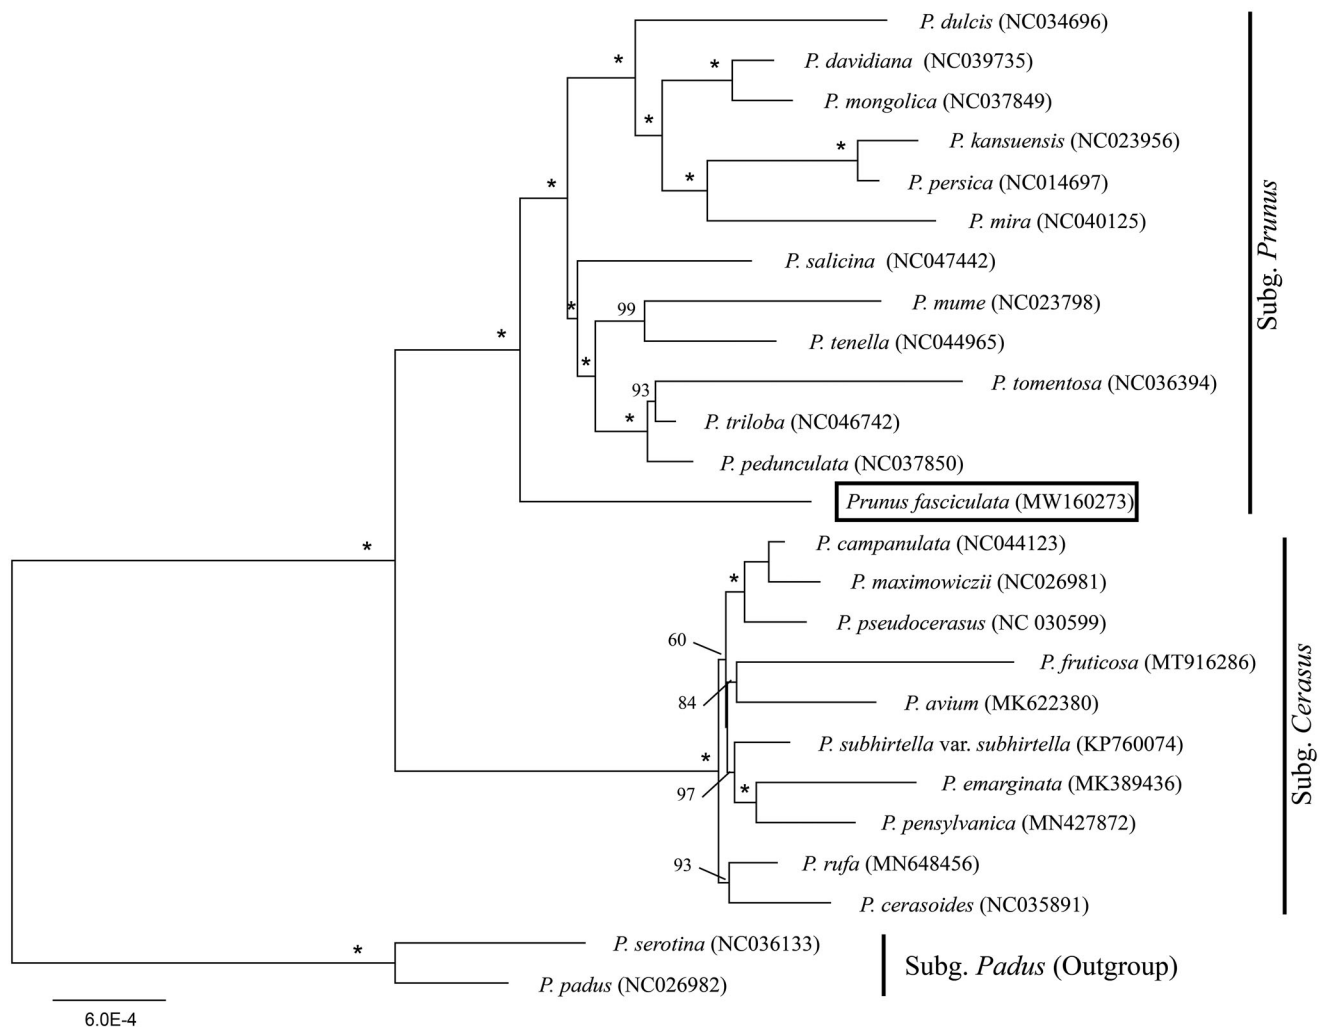 P. dulcis (NC034696)
*
*
P. davidiana (NC039735)
P. mongolica (NC037849)
*
P. kansuensis (NC023956)
*
*
P. persica (NC014697)
*
P. mira (NC040125)
P. salicina (NC047442)
*
99
P. mume (NC023798)
P. tenella (NC044965)
*
*
93
P. tomentosa (NC036394)
*
P. triloba (NC046742)
P. pedunculata (NC037850)
Prunus fasciculata (MW160273)
Subg. Prunus
*
P. campanulata (NC044123)
*
P. maximowiczii (NC026981)
P. pseudocerasus (NC 030599)
60
P. fruticosa (MT916286)
84
P. avium (MK622380)
P. subhirtella var. subhirtella (KP760074)
*
97
*
P. emarginata (MK389436)
P. pensylvanica (MN427872)
93
P. rufa (MN648456)
P. cerasoides (NC035891)
Subg. Cerasus
*
P. serotina (NC036133)
P. padus (NC026982)
Subg. Padus (Outgroup)
6.0E-4